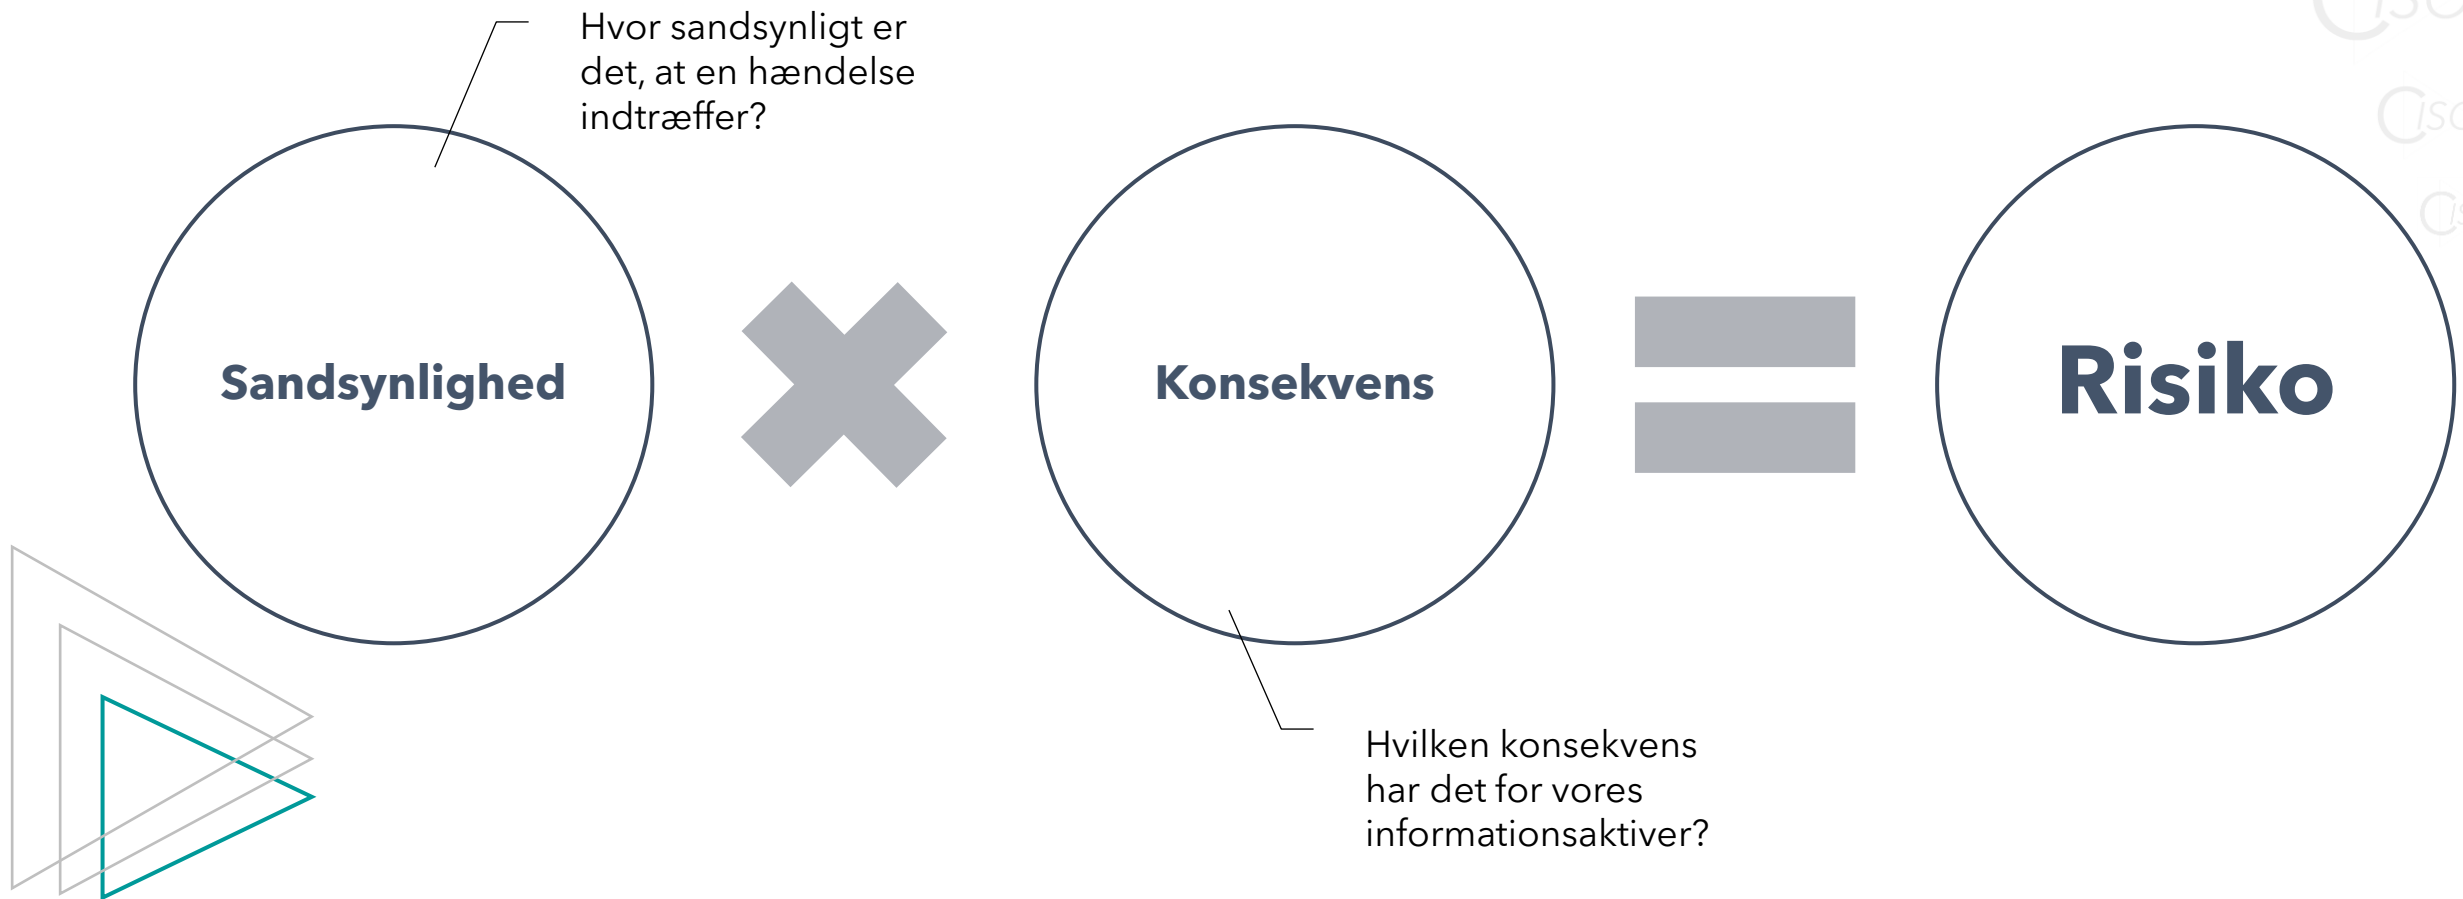 Hvor sandsynligt er
det, at en hændelse
indtræffer?
Sandsynlighed
Konsekvens
Risiko
Hvilken konsekvens
har det for vores
informationsaktiver?